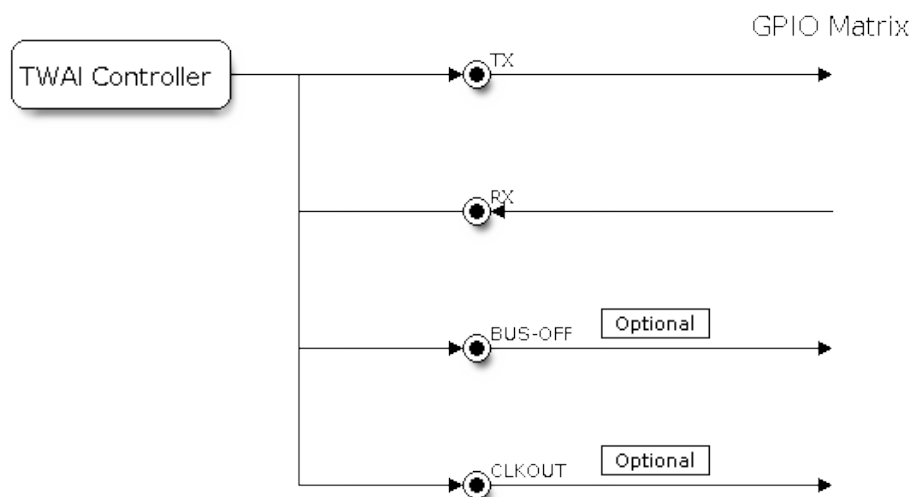 GPIO Matrix
TWAI Controller
TX
RX
BUS-OFF
Optional
CLKOUT
Optional